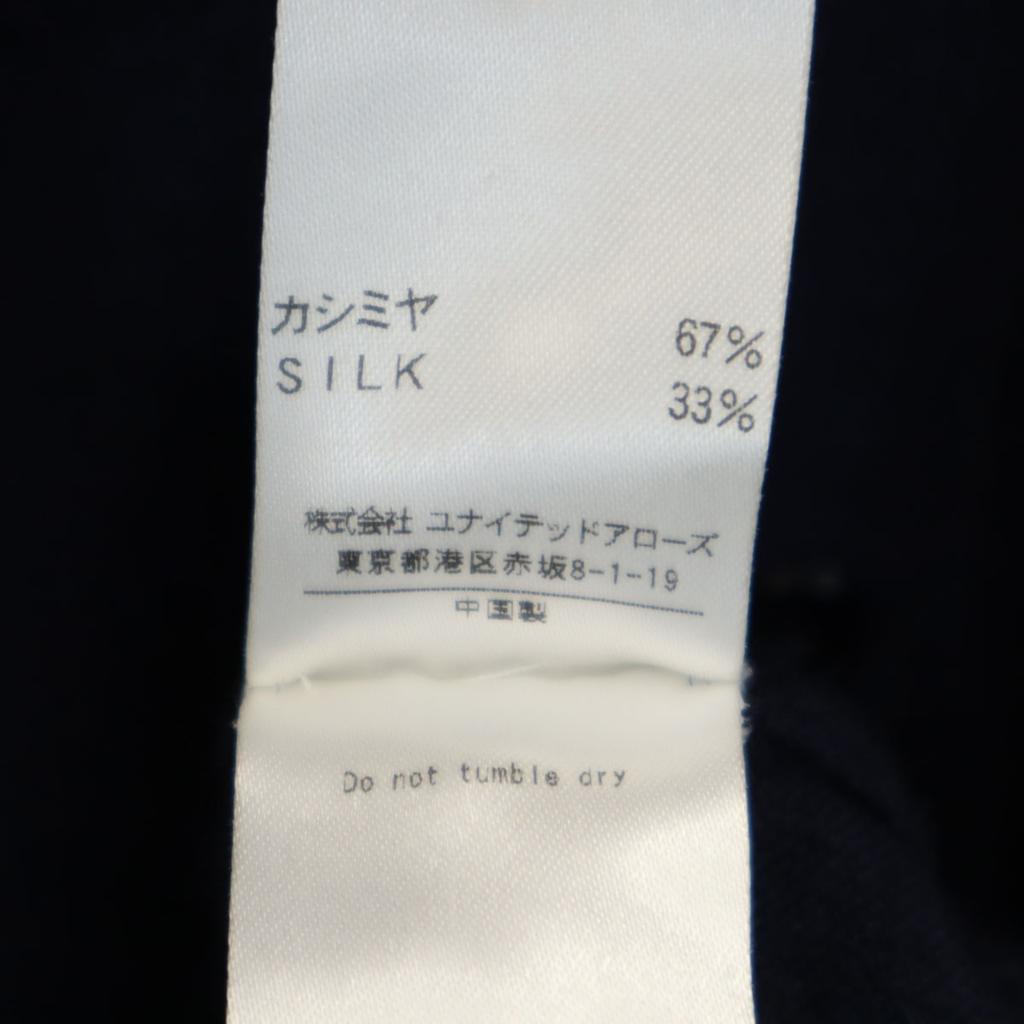 カシミヤ 67%
SILK 33%
株式会社 ユナイテッドアローズ
東京都港区赤坂8-1-19
中国製
Do not tumble dry